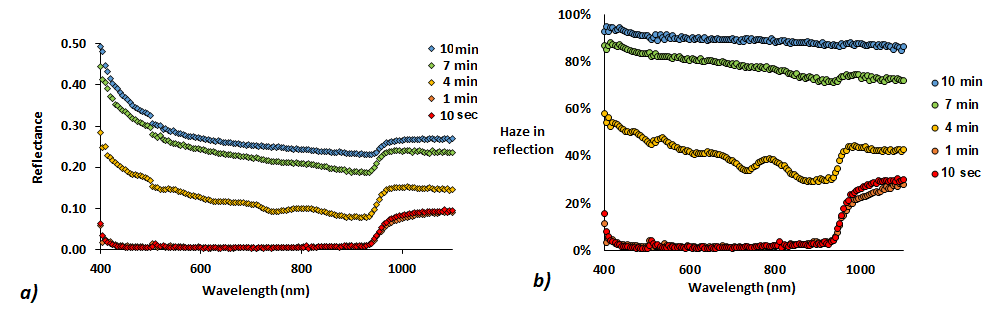 0.50
0.40
0.30
0.20
0.10
0.00
Reflectance
400
600
800
1000
Wavelength (nm)
10 min
7 min
4 min
1 min
10 sec
a)
100%
80%
60%
40%
20%
0%
Haze in
reflection
400
600
800
1000
Wavelength (nm)
10 min
7 min
4 min
1 min
10 sec
b)